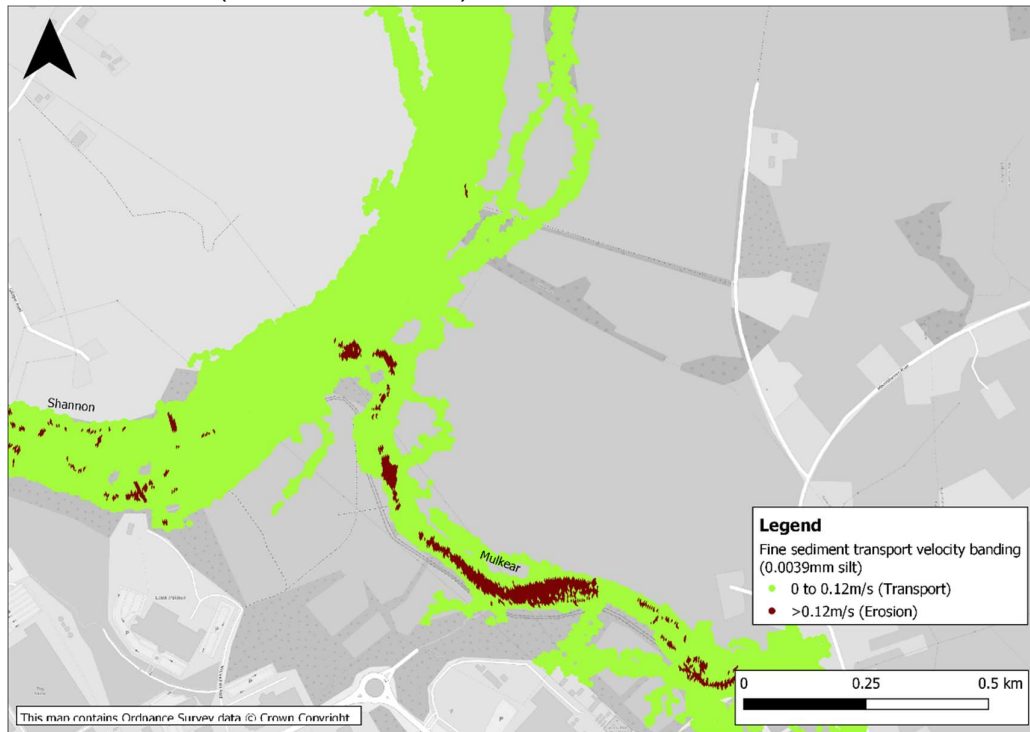 Shannon
Mulkear
Legend
Fine sediment transport velocity banding
(0.0039mm silt)
0 to 0.12m/s (Transport)
>0.12m/s (Erosion)
0 0.25 0.5 km
This map contains Ordnance Survey data © Crown Copyright